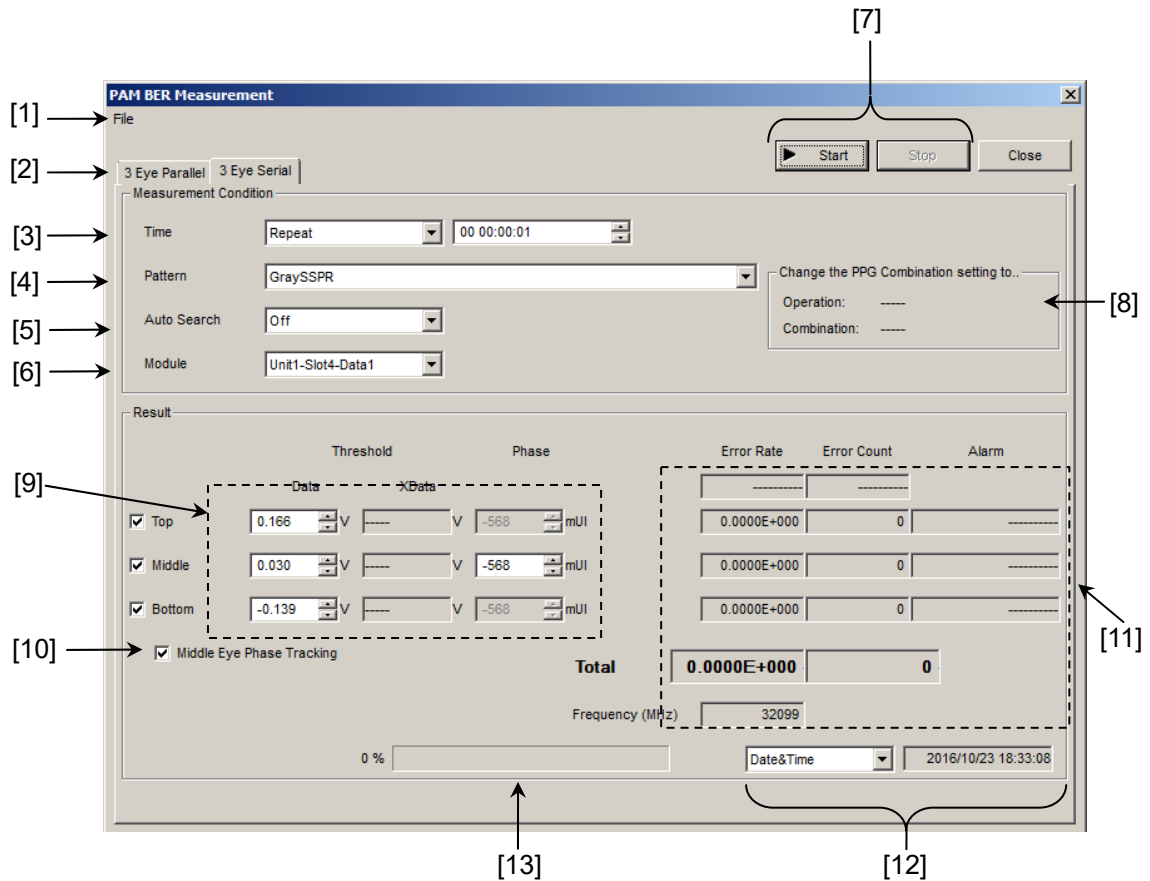 [7]
PAM BER Measurement
[1]
File
Start
Stop
Close
[2]
3 Eye Parallel
3 Eye Serial
Measurement Condition
[3]
Time
Repeat
00 00:00:01
[4]
Pattern
GraySSPR
Change the PPG Combination setting to..
Operation: -----
Combination: -----
[8]
[5]
Auto Search
Off
[6]
Module
Unit1-Slot4-Data1
Result
Threshold
Phase
Error Rate
Error Count
Alarm
[9]
Data
XData
----------
----------
Top
0.166
V
-----
V
-568
mUI
0.0000E+000
0
----------
Middle
0.030
V
-----
V
-568
mUI
0.0000E+000
0
----------
Bottom
-0.139
V
-----
V
-568
mUI
0.0000E+000
0
----------
[11]
[10]
Middle Eye Phase Tracking
Total
0.0000E+000
0
Frequency (MHz)
32099
0 %
Date&Time
2016/10/23 18:33:08
[13]
[12]